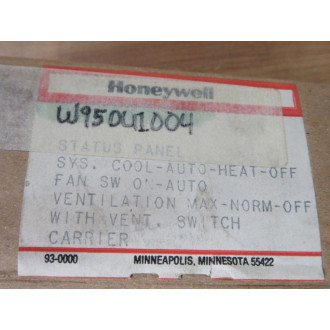 Honeywell
W950U1004
STATUS PANEL
SYS. COOL-AUTO-HEAT-OFF
FAN SW O'-AUTO
VENTILATION MAX-NORM-OFF
WITH VENT. SWITCH
CARRIER
93-0000 MINNEAPOLIS, MINNESOTA 55422